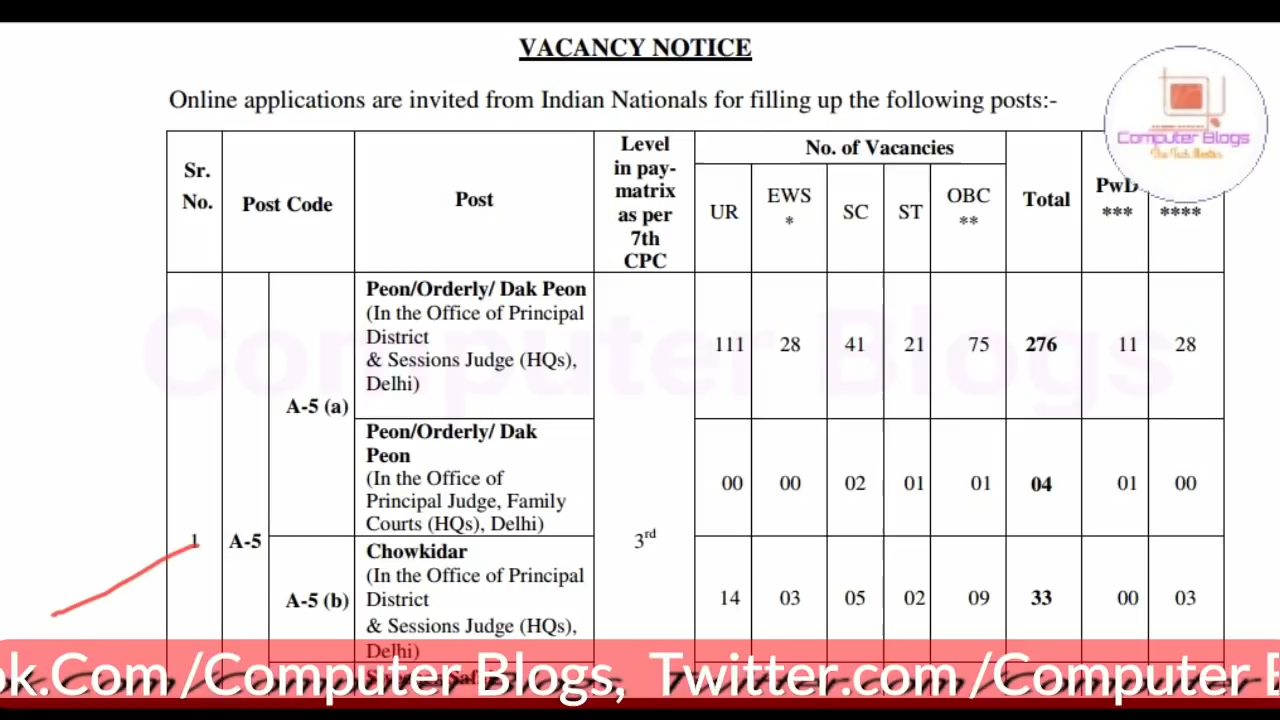 VACANCY NOTICE
Online applications are invited from Indian Nationals for filling up the following posts:-
Sr. No.
Post Code
Post
Level in pay-matrix as per 7th CPC
No. of Vacancies
UR
EWS *
SC
ST
OBC **
Total
PwD ***
****
Computer Blogs
1
A-5
3rd
A-5 (a)
Peon/Orderly/ Dak Peon
(In the Office of Principal
District
& Sessions Judge (HQs),
Delhi)
111 28 41 21 75 276 11 28
Peon/Orderly/ Dak
Peon
(In the Office of
Principal Judge, Family
Courts (HQs), Delhi)
00 00 02 01 01 04 01 00
A-5 (b)
Chowkidar
(In the Office of Principal
District
& Sessions Judge (HQs),
Delhi)
14 03 05 02 09 33 00 03
Computer Blogs
ok.Com /Computer Blogs, Twitter.com /Computer B